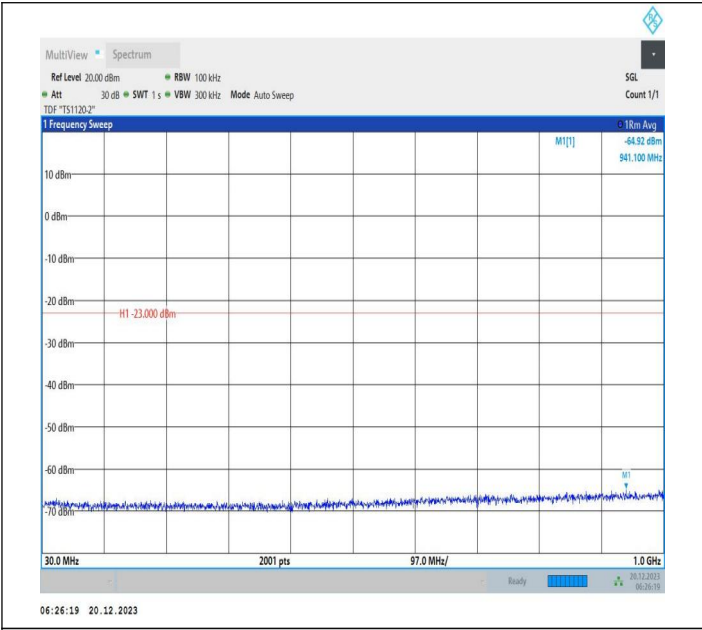 R&S
MultiView Spectrum
Ref Level 20.00 dBm RBW 100 kHz SGL
Att 30 dB SWT 1 s VBW 300 kHz Mode Auto Sweep Count 1/1
TDF "TS1120-2"
1 Frequency Sweep 1Rm Avg
M1[1] -64.92 dBm
941.100 MHz
10 dBm
0 dBm
-10 dBm
-20 dBm
H1 -23.000 dBm
-30 dBm
-40 dBm
-50 dBm
-60 dBm
M1
-70 dBm
30.0 MHz 2001 pts 97.0 MHz/ 1.0 GHz
Ready 20.12.2023
06:26:19
06:26:19 20.12.2023